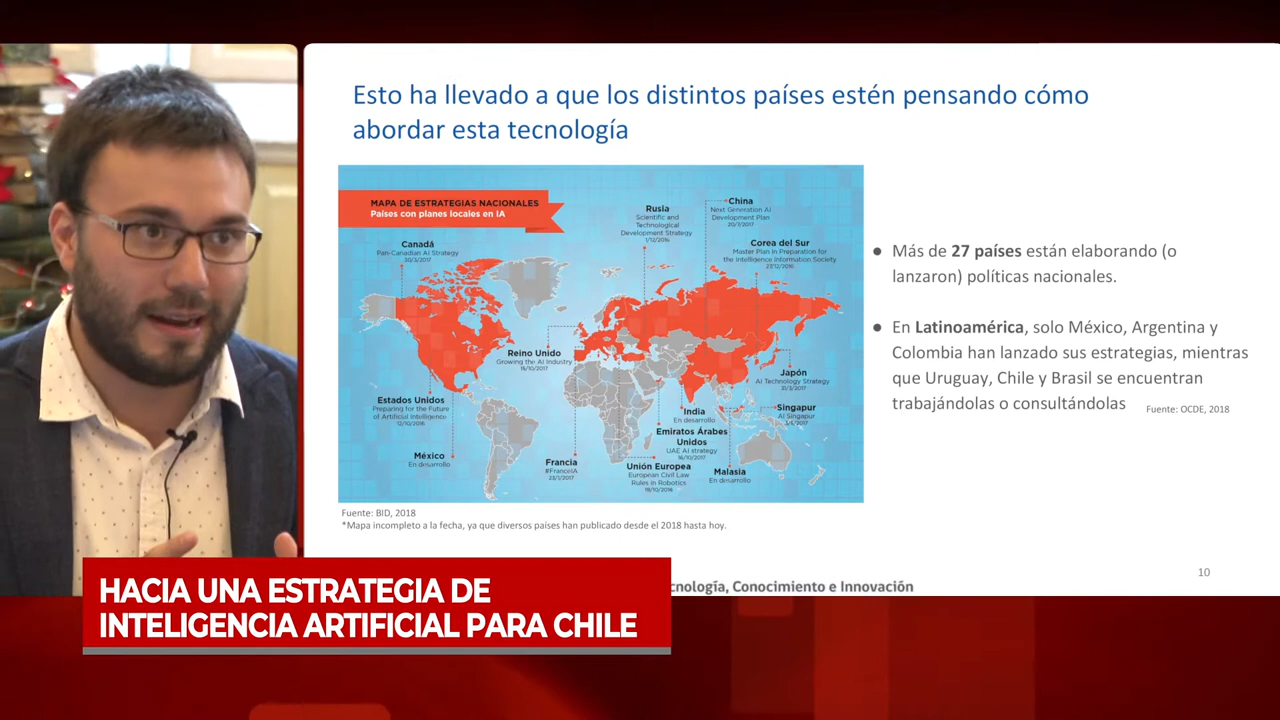 Esto ha llevado a que los distintos países estén pensando cómo
abordar esta tecnología
MAPA DE ESTRATEGIAS NACIONALES
Países con planes locales en IA
Canadá
Pan-Canadian AI Strategy
30/3/2017
Rusia
Scientific and
Technological
Development Strategy
1/12/2016
China
Next Generation AI
Development Plan
20/7/2017
Corea del Sur
Master Plan in Preparation for
the Intelligence Information Society
23/12/2016
Reino Unido
Growing the AI Industry
16/10/2017
Estados Unidos
Preparing for the Future
of Artificial Intelligence
12/10/2016
México
En desarrollo
Francia
#FranceIA
23/1/2017
Unión Europea
European Civil Law
Rules in Robotics
India
En desarrollo
Emiratos Árabes
Unidos
UAE AI strategy
16/10/2017
Malasia
En desarrollo
Japón
AI Technology Strategy
31/3/2017
Singapur
AI Singapur
3/5/2017
Fuente: BID, 2018
*Mapa incompleto a la fecha, ya que diversos países han publicado desde el 2018 hasta hoy.
● Más de 27 países están elaborando (o
lanzaron) políticas nacionales.
● En Latinoamérica, solo México, Argentina y
Colombia han lanzado sus estrategias, mientras
que Uruguay, Chile y Brasil se encuentran
trabajándolas o consultándolas
Fuente: OCDE, 2018
10
cnología, Conocimiento e Innovación
HACIA UNA ESTRATEGIA DE
INTELIGENCIA ARTIFICIAL PARA CHILE